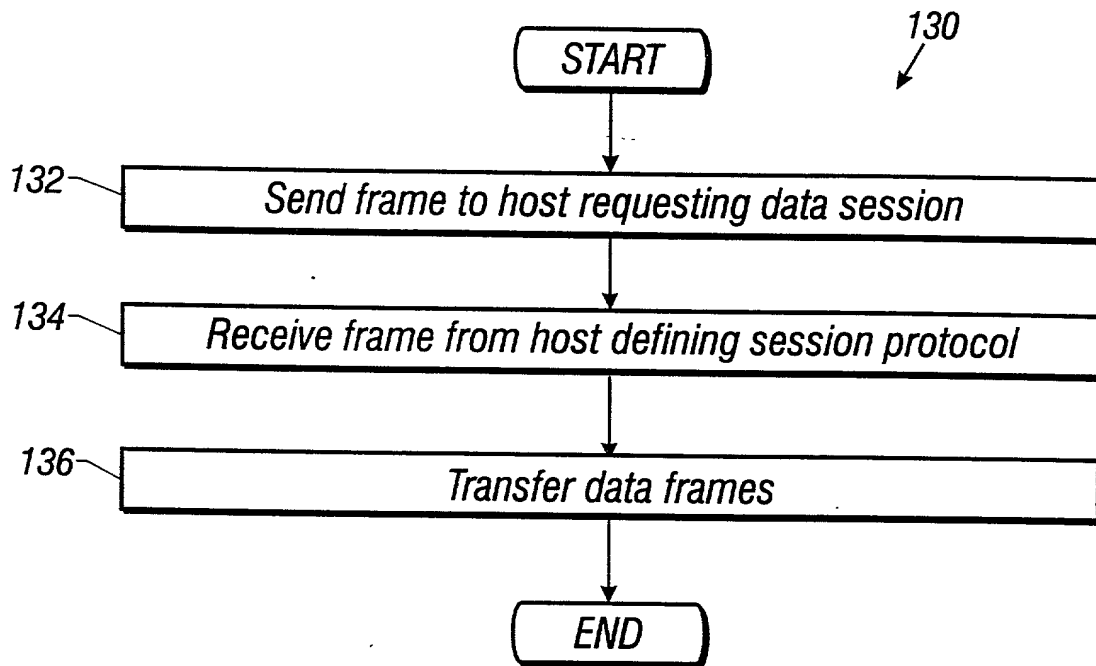 130
START
132
Send frame to host requesting data session
134
Receive frame from host defining session protocol
136
Transfer data frames
END